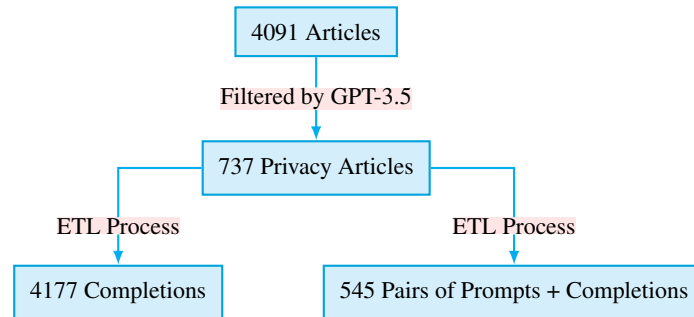 4091 Articles
Filtered by GPT-3.5
737 Privacy Articles
ETL Process
ETL Process
4177 Completions
545 Pairs of Prompts + Completions